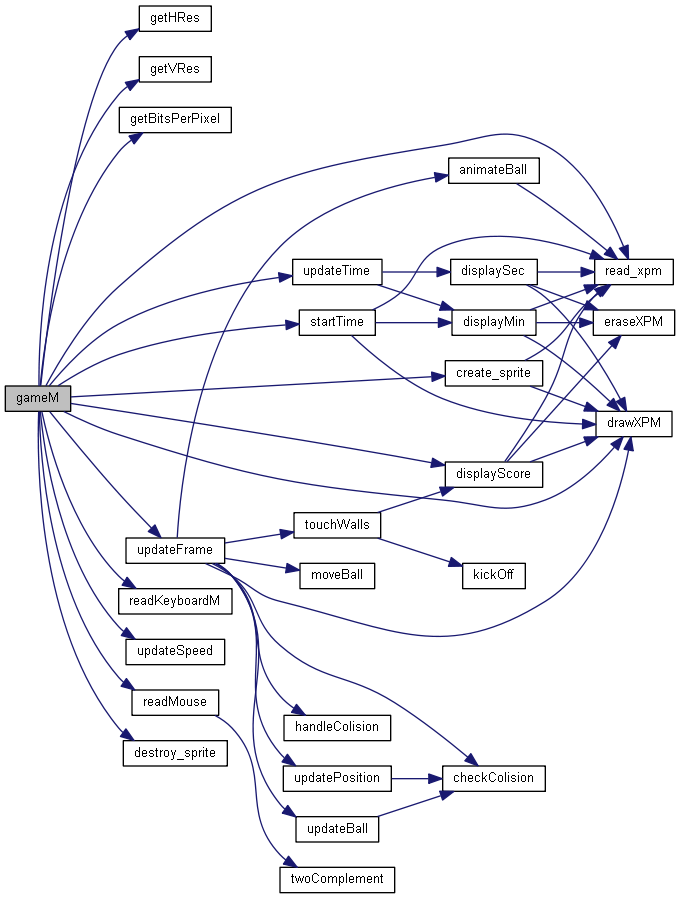 getHRes
getVRes
getBitsPerPixel
animateBall
updateTime
displaySec
read_xpm
startTime
displayMin
eraseXPM
create_sprite
gameM
drawXPM
displayScore
touchWalls
updateFrame
moveBall
kickOff
readKeyboardM
updateSpeed
readMouse
handleColision
destroy_sprite
updatePosition
checkColision
updateBall
twoComplement